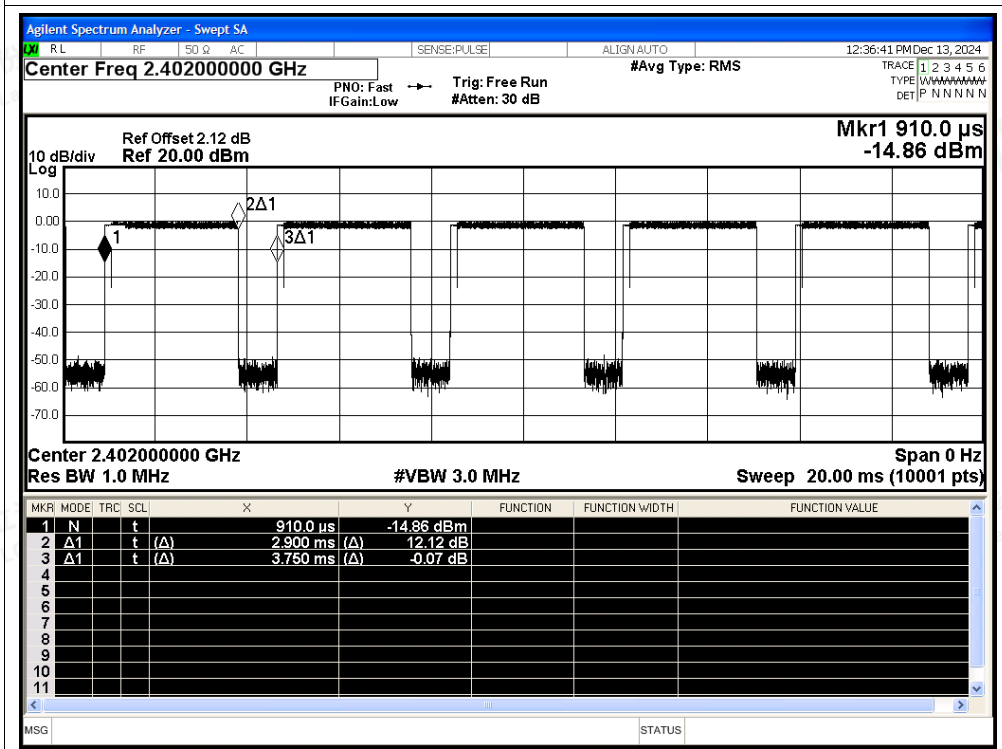 Agilent Spectrum Analyzer - Swept SA
LXI RL RF 50 Ω AC SENSE:PULSE ALIGN AUTO 12:36:41 PM Dec 13, 2024
Center Freq 2.402000000 GHz #Avg Type: RMS TRACE 1 2 3 4 5 6
PNO: Fast Trig: Free Run TYPE WWWWWW
IFGain:Low #Atten: 30 dB DET P N N N N N
Mkr1 910.0 µs
Ref Offset 2.12 dB
10 dB/div Ref 20.00 dBm -14.86 dBm
Log
10.0
2Δ1
0.00
1 3Δ1
-10.0
-20.0
-30.0
-40.0
-50.0
-60.0
-70.0
Center 2.402000000 GHz Span 0 Hz
Res BW 1.0 MHz #VBW 3.0 MHz Sweep 20.00 ms (10001 pts)
MKR MODE TRC SCL X Y FUNCTION FUNCTION WIDTH FUNCTION VALUE
1 N t 910.0 µs -14.86 dBm
2 Δ1 t (Δ) 2.900 ms (Δ) 12.12 dB
3 Δ1 t (Δ) 3.750 ms (Δ) -0.07 dB
4
5
6
7
8
9
10
11
MSG STATUS